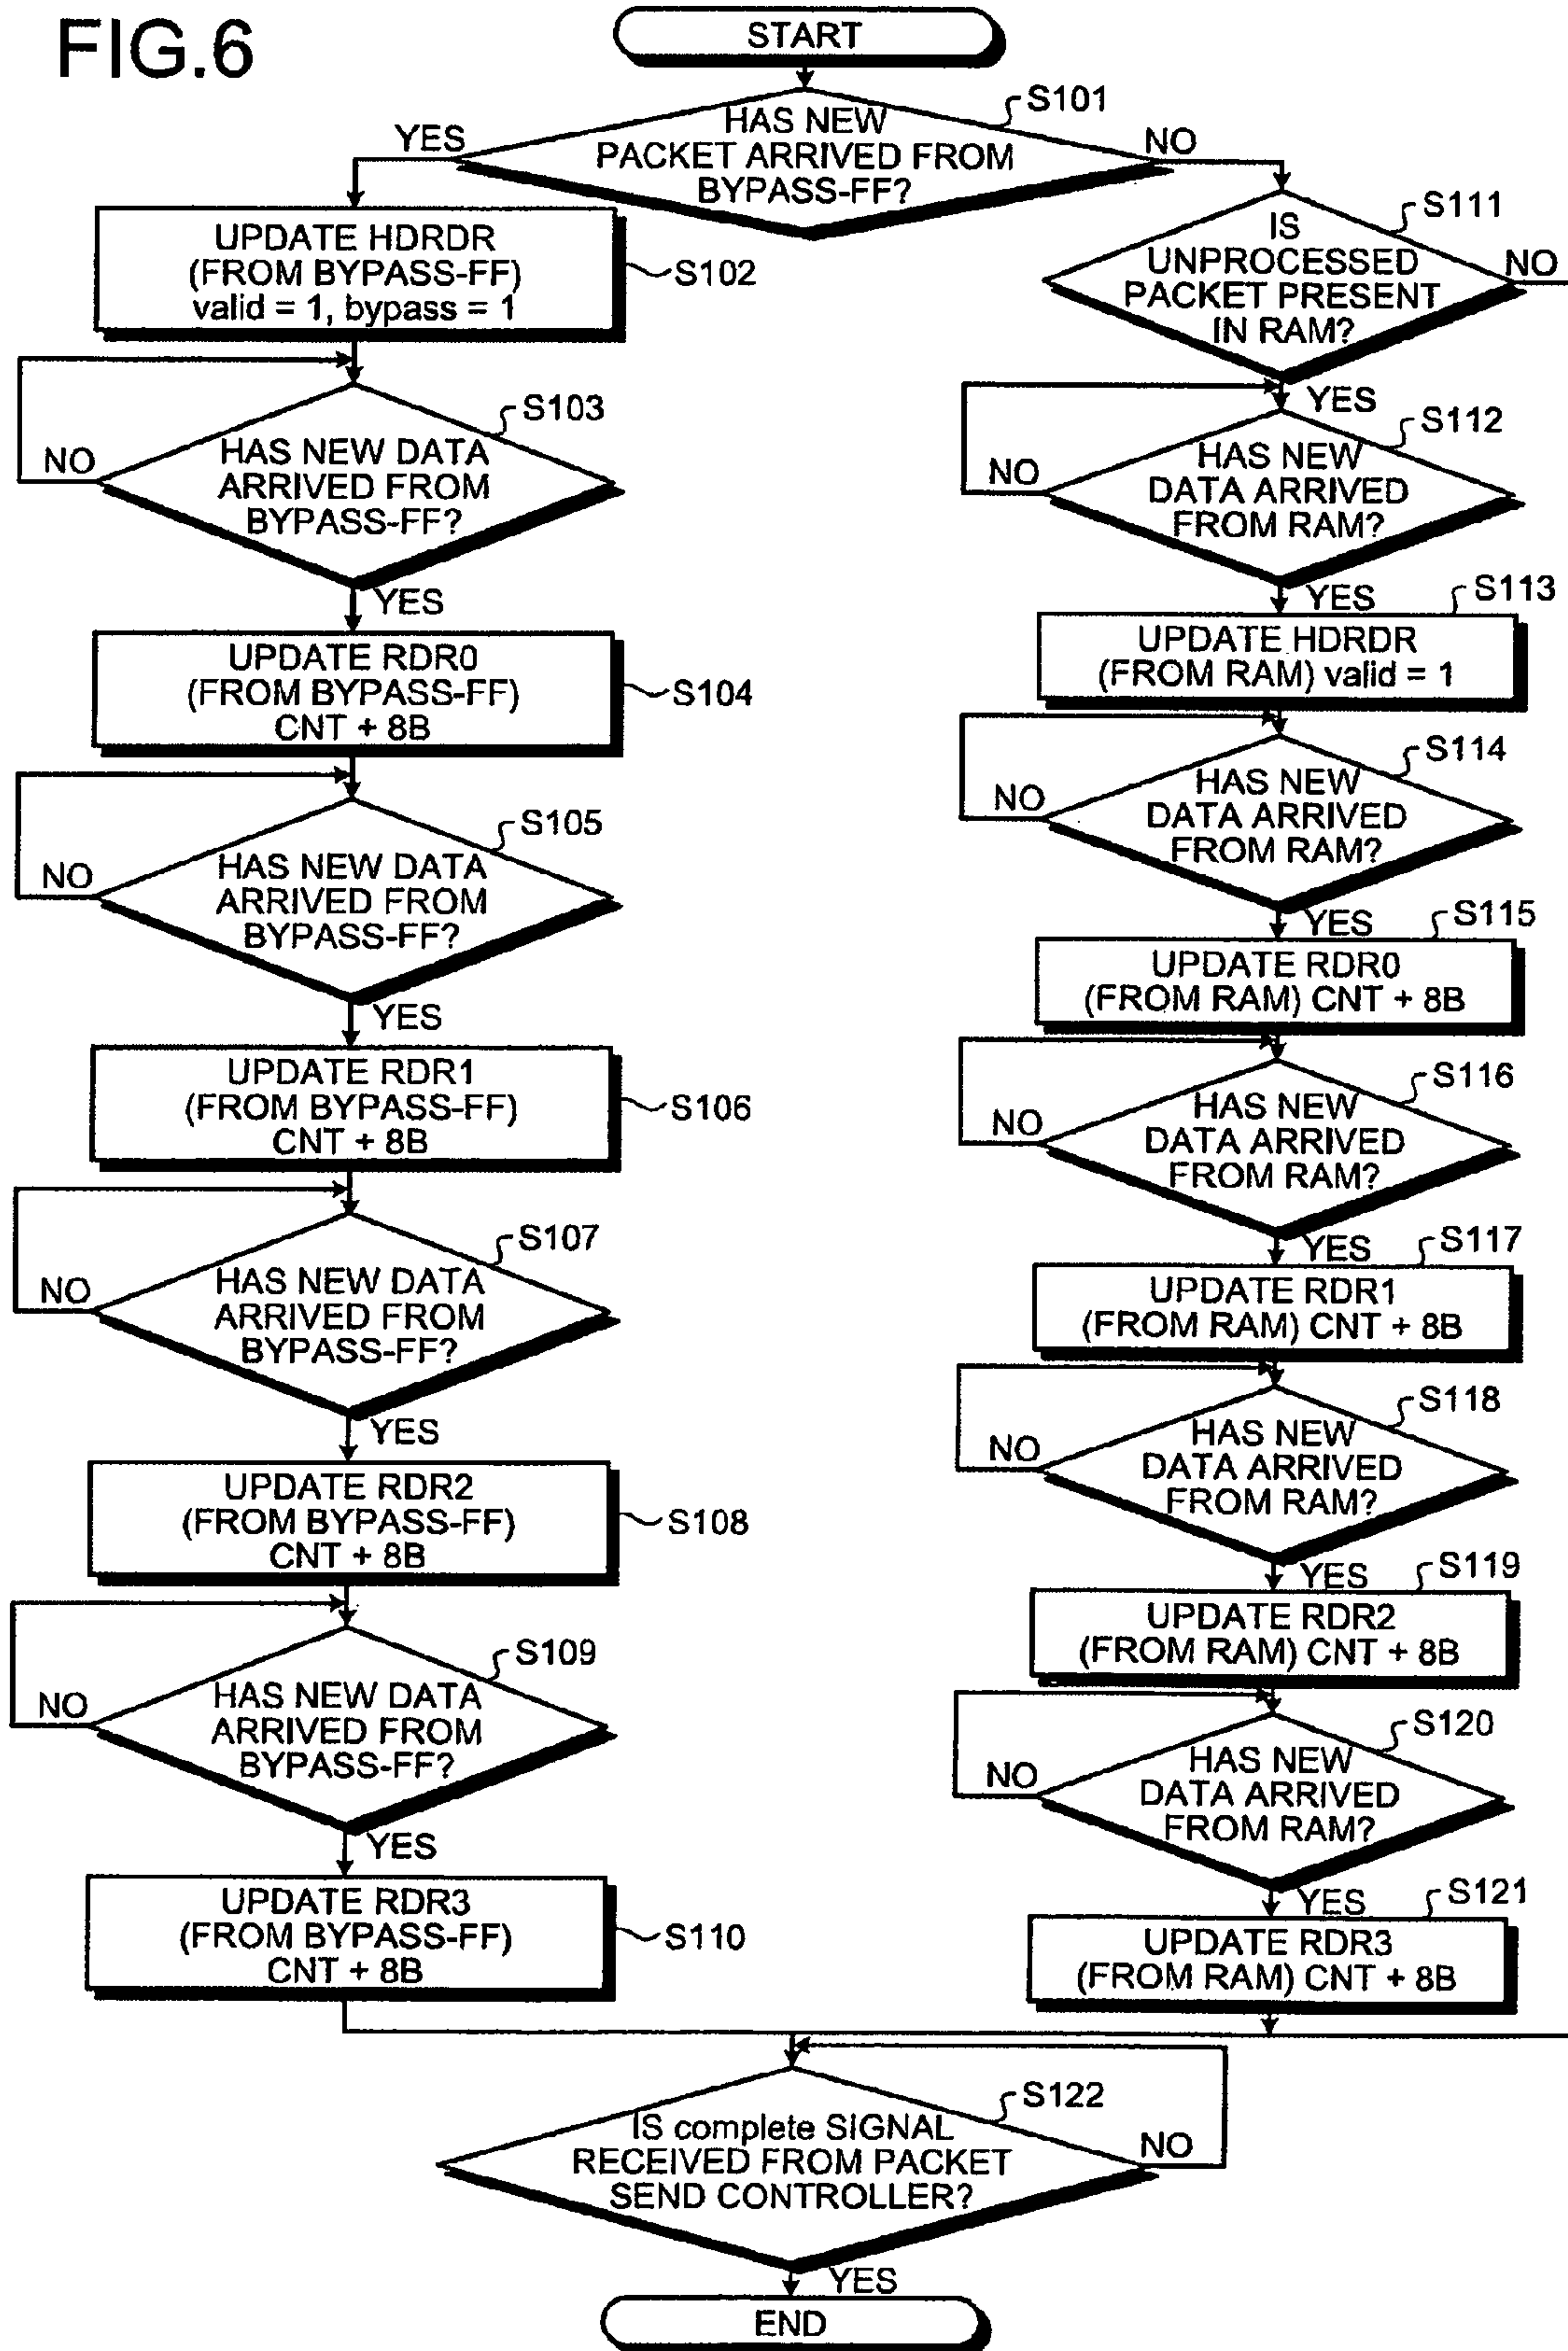 FIG.6
START
S101
HAS NEW
PACKET ARRIVED FROM
BYPASS-FF?
YES
NO
UPDATE HDRDR
(FROM BYPASS-FF)
valid = 1, bypass = 1
S102
S103
HAS NEW DATA
ARRIVED FROM
BYPASS-FF?
NO
YES
UPDATE RDR0
(FROM BYPASS-FF)
CNT + 8B
S104
S105
HAS NEW DATA
ARRIVED FROM
BYPASS-FF?
NO
YES
UPDATE RDR1
(FROM BYPASS-FF)
CNT + 8B
S106
S107
HAS NEW DATA
ARRIVED FROM
BYPASS-FF?
NO
YES
UPDATE RDR2
(FROM BYPASS-FF)
CNT + 8B
S108
S109
HAS NEW DATA
ARRIVED FROM
BYPASS-FF?
NO
YES
UPDATE RDR3
(FROM BYPASS-FF)
CNT + 8B
S110
S111
IS
UNPROCESSED
PACKET PRESENT
IN RAM?
NO
YES
S112
HAS NEW
DATA ARRIVED
FROM RAM?
NO
YES
S113
UPDATE HDRDR
(FROM RAM) valid = 1
S114
HAS NEW
DATA ARRIVED
FROM RAM?
NO
YES
S115
UPDATE RDR0
(FROM RAM) CNT + 8B
S116
HAS NEW
DATA ARRIVED
FROM RAM?
NO
YES
S117
UPDATE RDR1
(FROM RAM) CNT + 8B
S118
HAS NEW
DATA ARRIVED
FROM RAM?
NO
YES
S119
UPDATE RDR2
(FROM RAM) CNT + 8B
S120
HAS NEW
DATA ARRIVED
FROM RAM?
NO
YES
S121
UPDATE RDR3
(FROM RAM) CNT + 8B
S122
IS complete SIGNAL
RECEIVED FROM PACKET
SEND CONTROLLER?
NO
YES
END